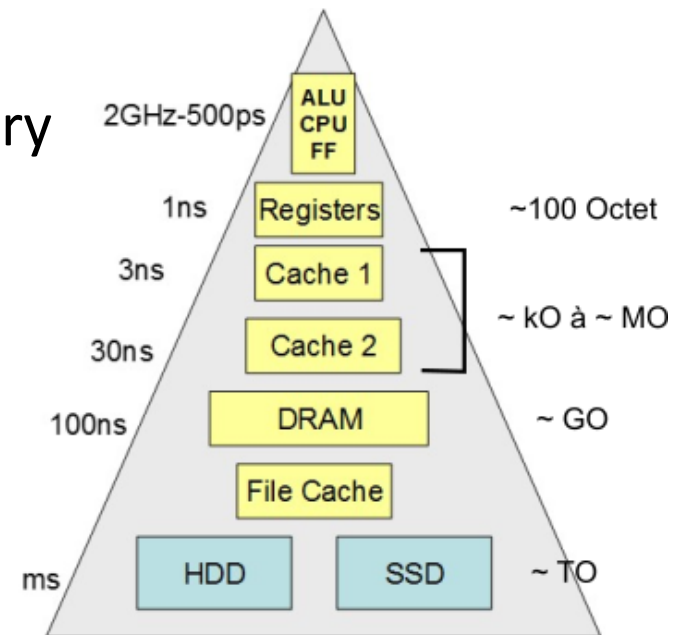 ry
2GHz-500ps
ALU
CPU
FF
1ns
Registers
~100 Octet
3ns
Cache 1
~ kO à ~ MO
30ns
Cache 2
100ns
DRAM
~ GO
File Cache
ms
HDD
SSD
~ TO